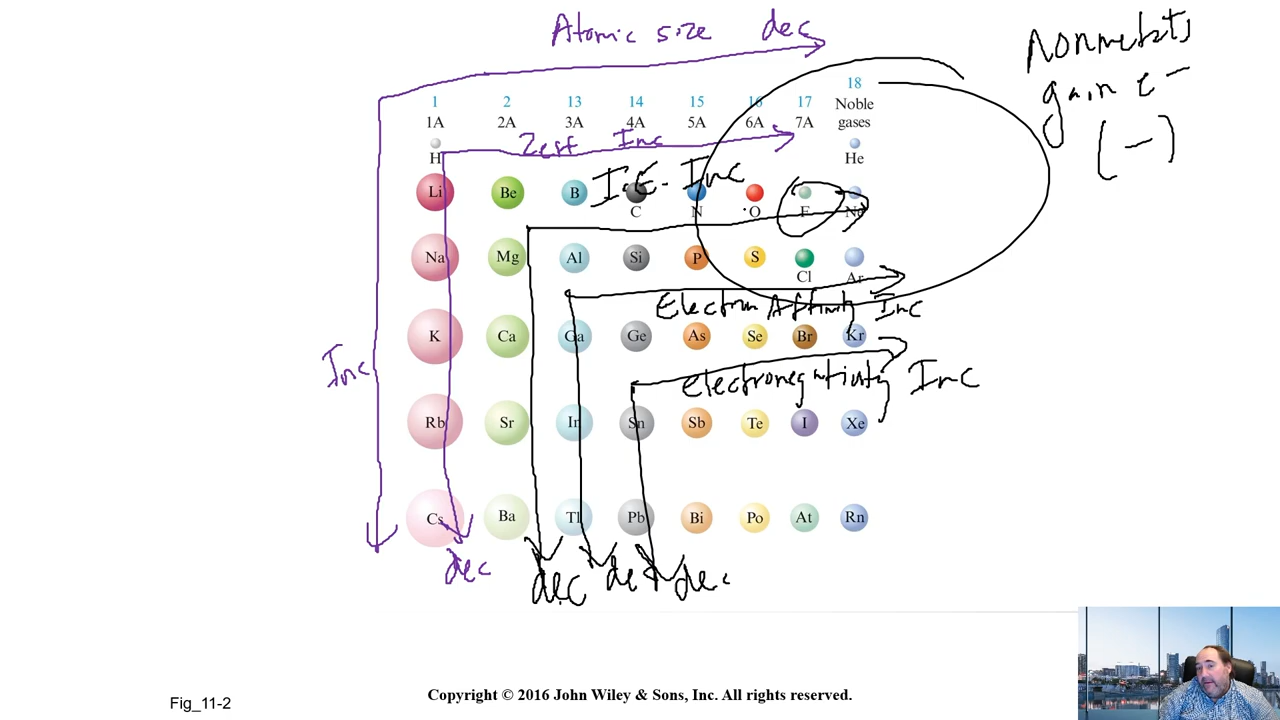 Atomic size dec
nonmetals
gain e-
(-)
1 2 13 14 15 16 17 18
1A 2A 3A 4A 5A 6A 7A Noble gases
Zeff Inc
H He
I.E. Inc
Li Be B C N O F Ne
Na Mg Al Si P S Cl Ar
Electron Affinity Inc
K Ca Ga Ge As Se Br Kr
Inc
electronegativity Inc
Rb Sr In Sn Sb Te I Xe
Cs Ba Tl Pb Bi Po At Rn
dec dec dec dec
Fig_11-2
Copyright © 2016 John Wiley & Sons, Inc. All rights reserved.